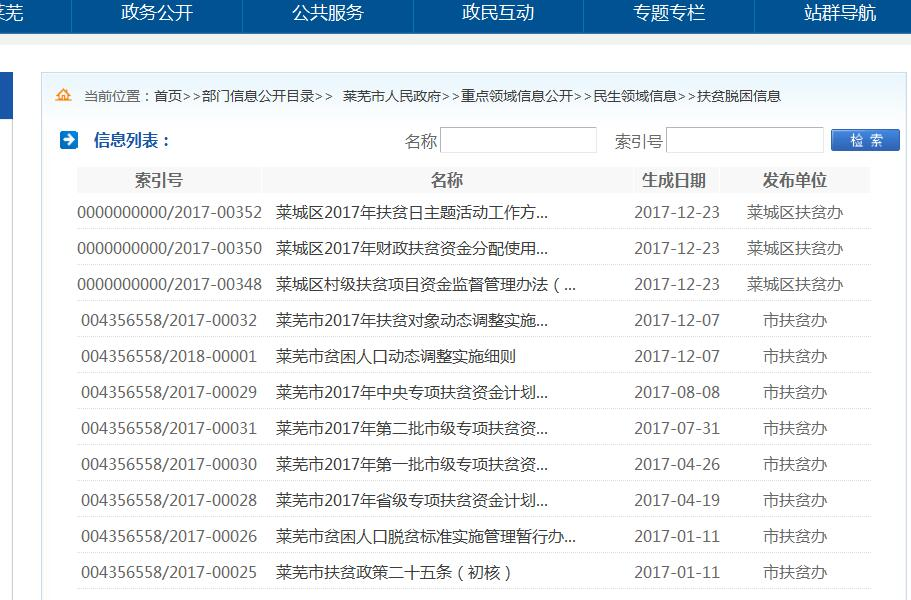 莱芜 政务公开 公共服务 政民互动 专题专栏 站群导航
当前位置：首页>>部门信息公开目录>> 莱芜市人民政府>>重点领域信息公开>>民生领域信息>>扶贫脱困信息
信息列表： 名称 索引号 检 索
索引号 名称 生成日期 发布单位
0000000000/2017-00352 莱城区2017年扶贫日主题活动工作方... 2017-12-23 莱城区扶贫办
0000000000/2017-00350 莱城区2017年财政扶贫资金分配使用... 2017-12-23 莱城区扶贫办
0000000000/2017-00348 莱城区村级扶贫项目资金监督管理办法（... 2017-12-23 莱城区扶贫办
004356558/2017-00032 莱芜市2017年扶贫对象动态调整实施... 2017-12-07 市扶贫办
004356558/2018-00001 莱芜市贫困人口动态调整实施细则 2017-12-07 市扶贫办
004356558/2017-00029 莱芜市2017年中央专项扶贫资金计划... 2017-08-08 市扶贫办
004356558/2017-00031 莱芜市2017年第二批市级专项扶贫资... 2017-07-31 市扶贫办
004356558/2017-00030 莱芜市2017年第一批市级专项扶贫资... 2017-04-26 市扶贫办
004356558/2017-00028 莱芜市2017年省级专项扶贫资金计划... 2017-04-19 市扶贫办
004356558/2017-00026 莱芜市贫困人口脱贫标准实施管理暂行办... 2017-01-11 市扶贫办
004356558/2017-00025 莱芜市扶贫政策二十五条（初核） 2017-01-11 市扶贫办